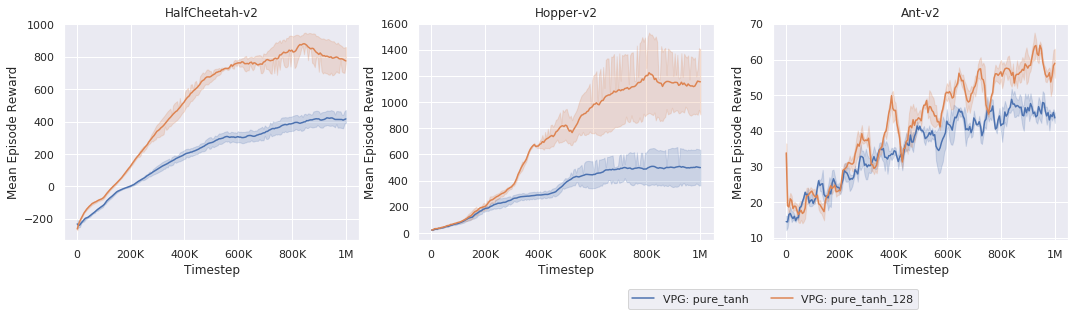 HalfCheetah-v2
Mean Episode Reward
1000
800
600
400
200
0
−200
0 200K 400K 600K 800K 1M
Timestep
Hopper-v2
Mean Episode Reward
1600
1400
1200
1000
800
600
400
200
0
0 200K 400K 600K 800K 1M
Timestep
Ant-v2
Mean Episode Reward
70
60
50
40
30
20
10
0 200K 400K 600K 800K 1M
Timestep
VPG: pure_tanh VPG: pure_tanh_128